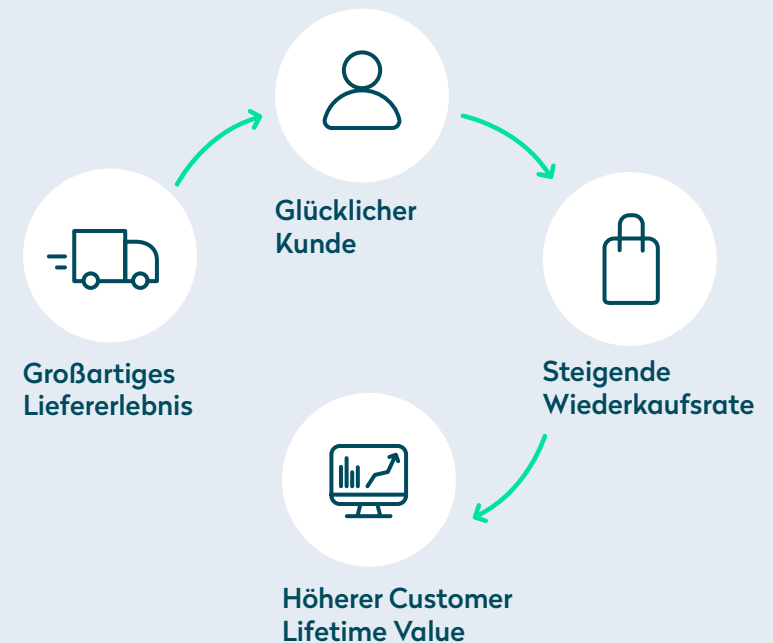 Glücklicher
Kunde
Großartiges
Liefererlebnis
Steigende
Wiederkaufsrate
Höherer Customer
Lifetime Value